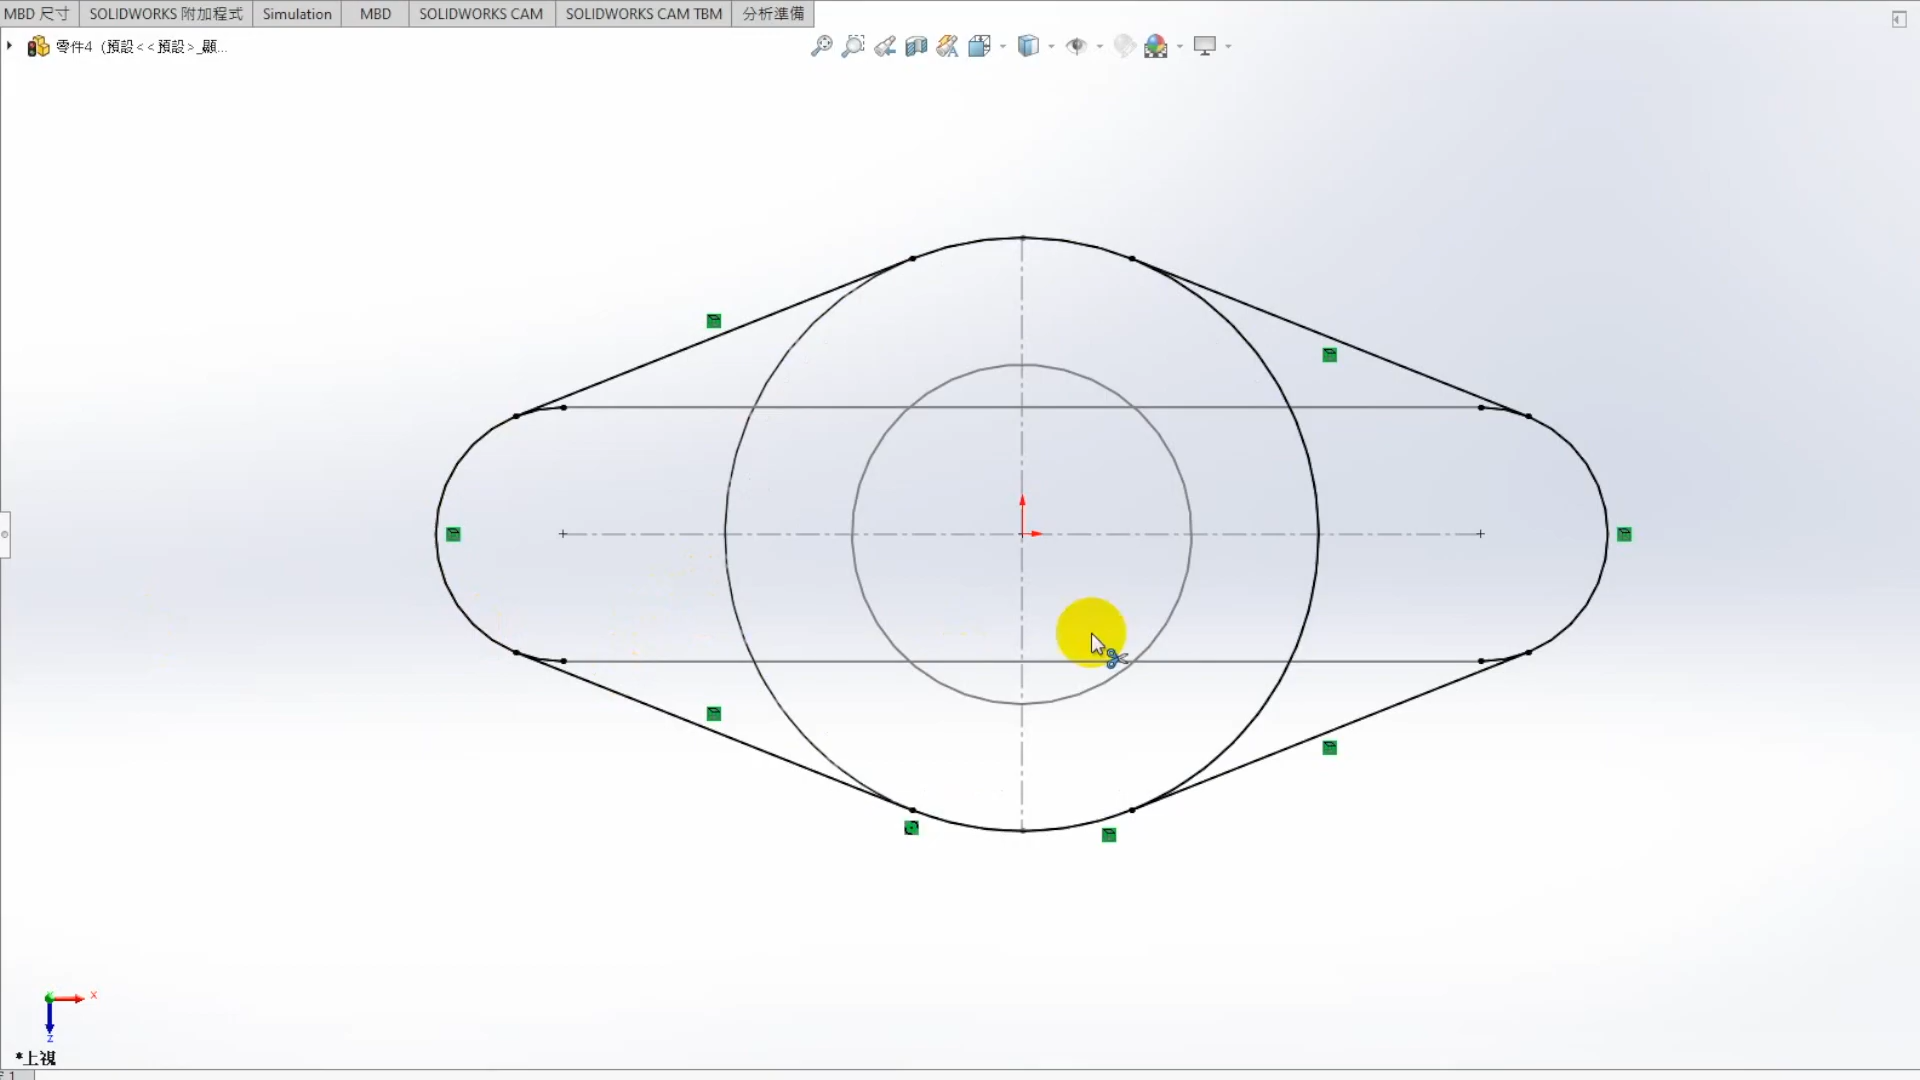 MBD 尺寸 SOLIDWORKS 附加程式 Simulation MBD SOLIDWORKS CAM SOLIDWORKS CAM TBM 分析準備
零件4 (預設<<預設>_顯...
X
Z
*上視
1